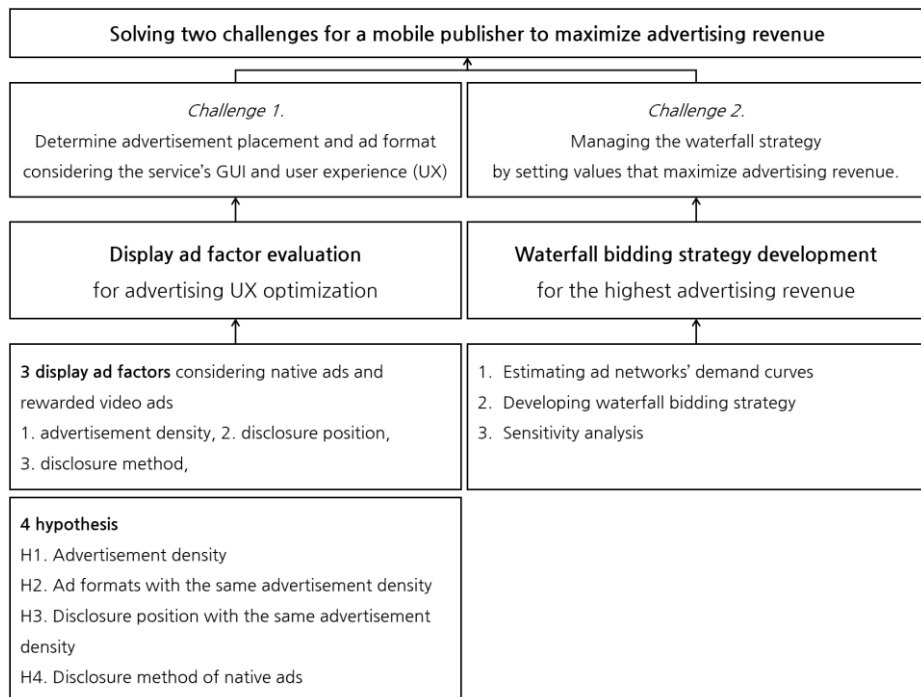 Solving two challenges for a mobile publisher to maximize advertising revenue
Challenge 1.
Determine advertisement placement and ad format
considering the service's GUI and user experience (UX)
Challenge 2.
Managing the waterfall strategy
by setting values that maximize advertising revenue.
Display ad factor evaluation
for advertising UX optimization
Waterfall bidding strategy development
for the highest advertising revenue
3 display ad factors considering native ads and
rewarded video ads
1. advertisement density, 2. disclosure position,
3. disclosure method,
1. Estimating ad networks' demand curves
2. Developing waterfall bidding strategy
3. Sensitivity analysis
4 hypothesis
H1. Advertisement density
H2. Ad formats with the same advertisement density
H3. Disclosure position with the same advertisement
density
H4. Disclosure method of native ads